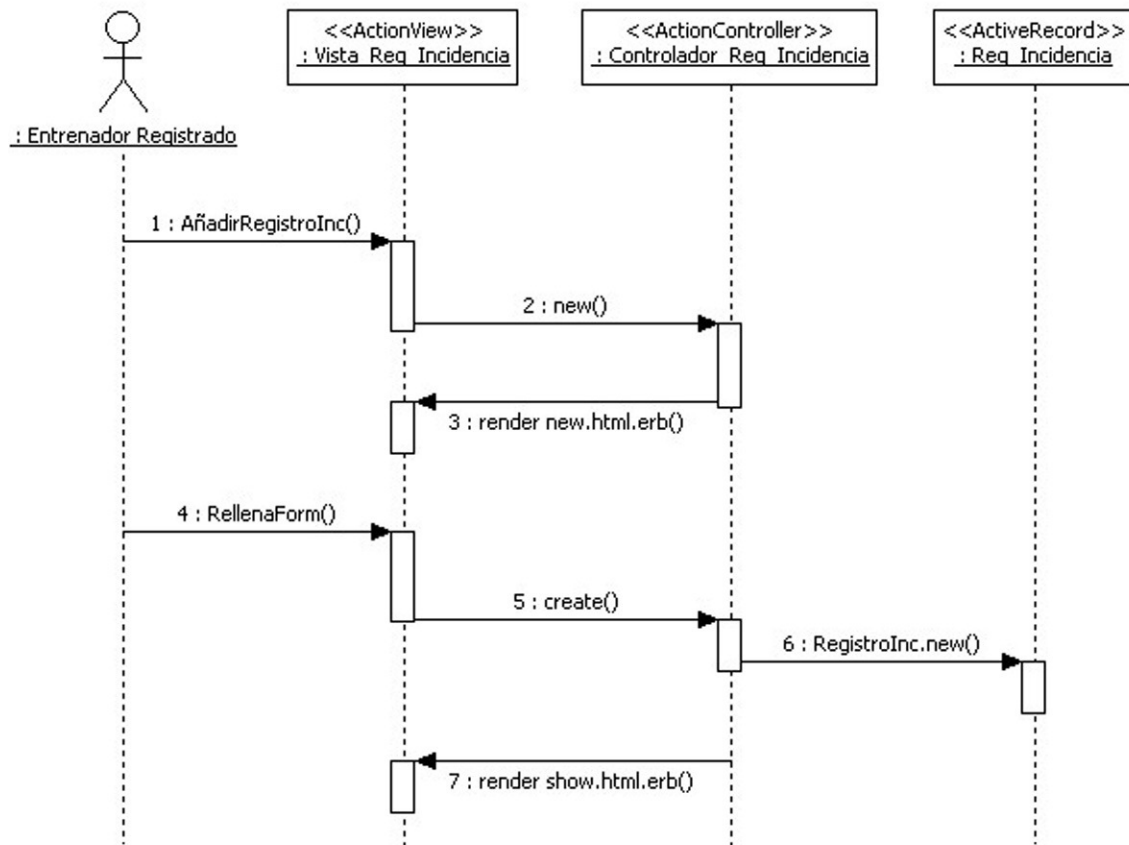 <<ActionView>>
: Vista_Reg_Incidencia
<<ActionController>>
: Controlador_Reg_Incidencia
<<ActiveRecord>>
: Reg_Incidencia
: Entrenador Registrado
1 : AñadirRegistroInc()
2 : new()
3 : render new.html.erb()
4 : RellenaForm()
5 : create()
6 : RegistroInc.new()
7 : render show.html.erb()